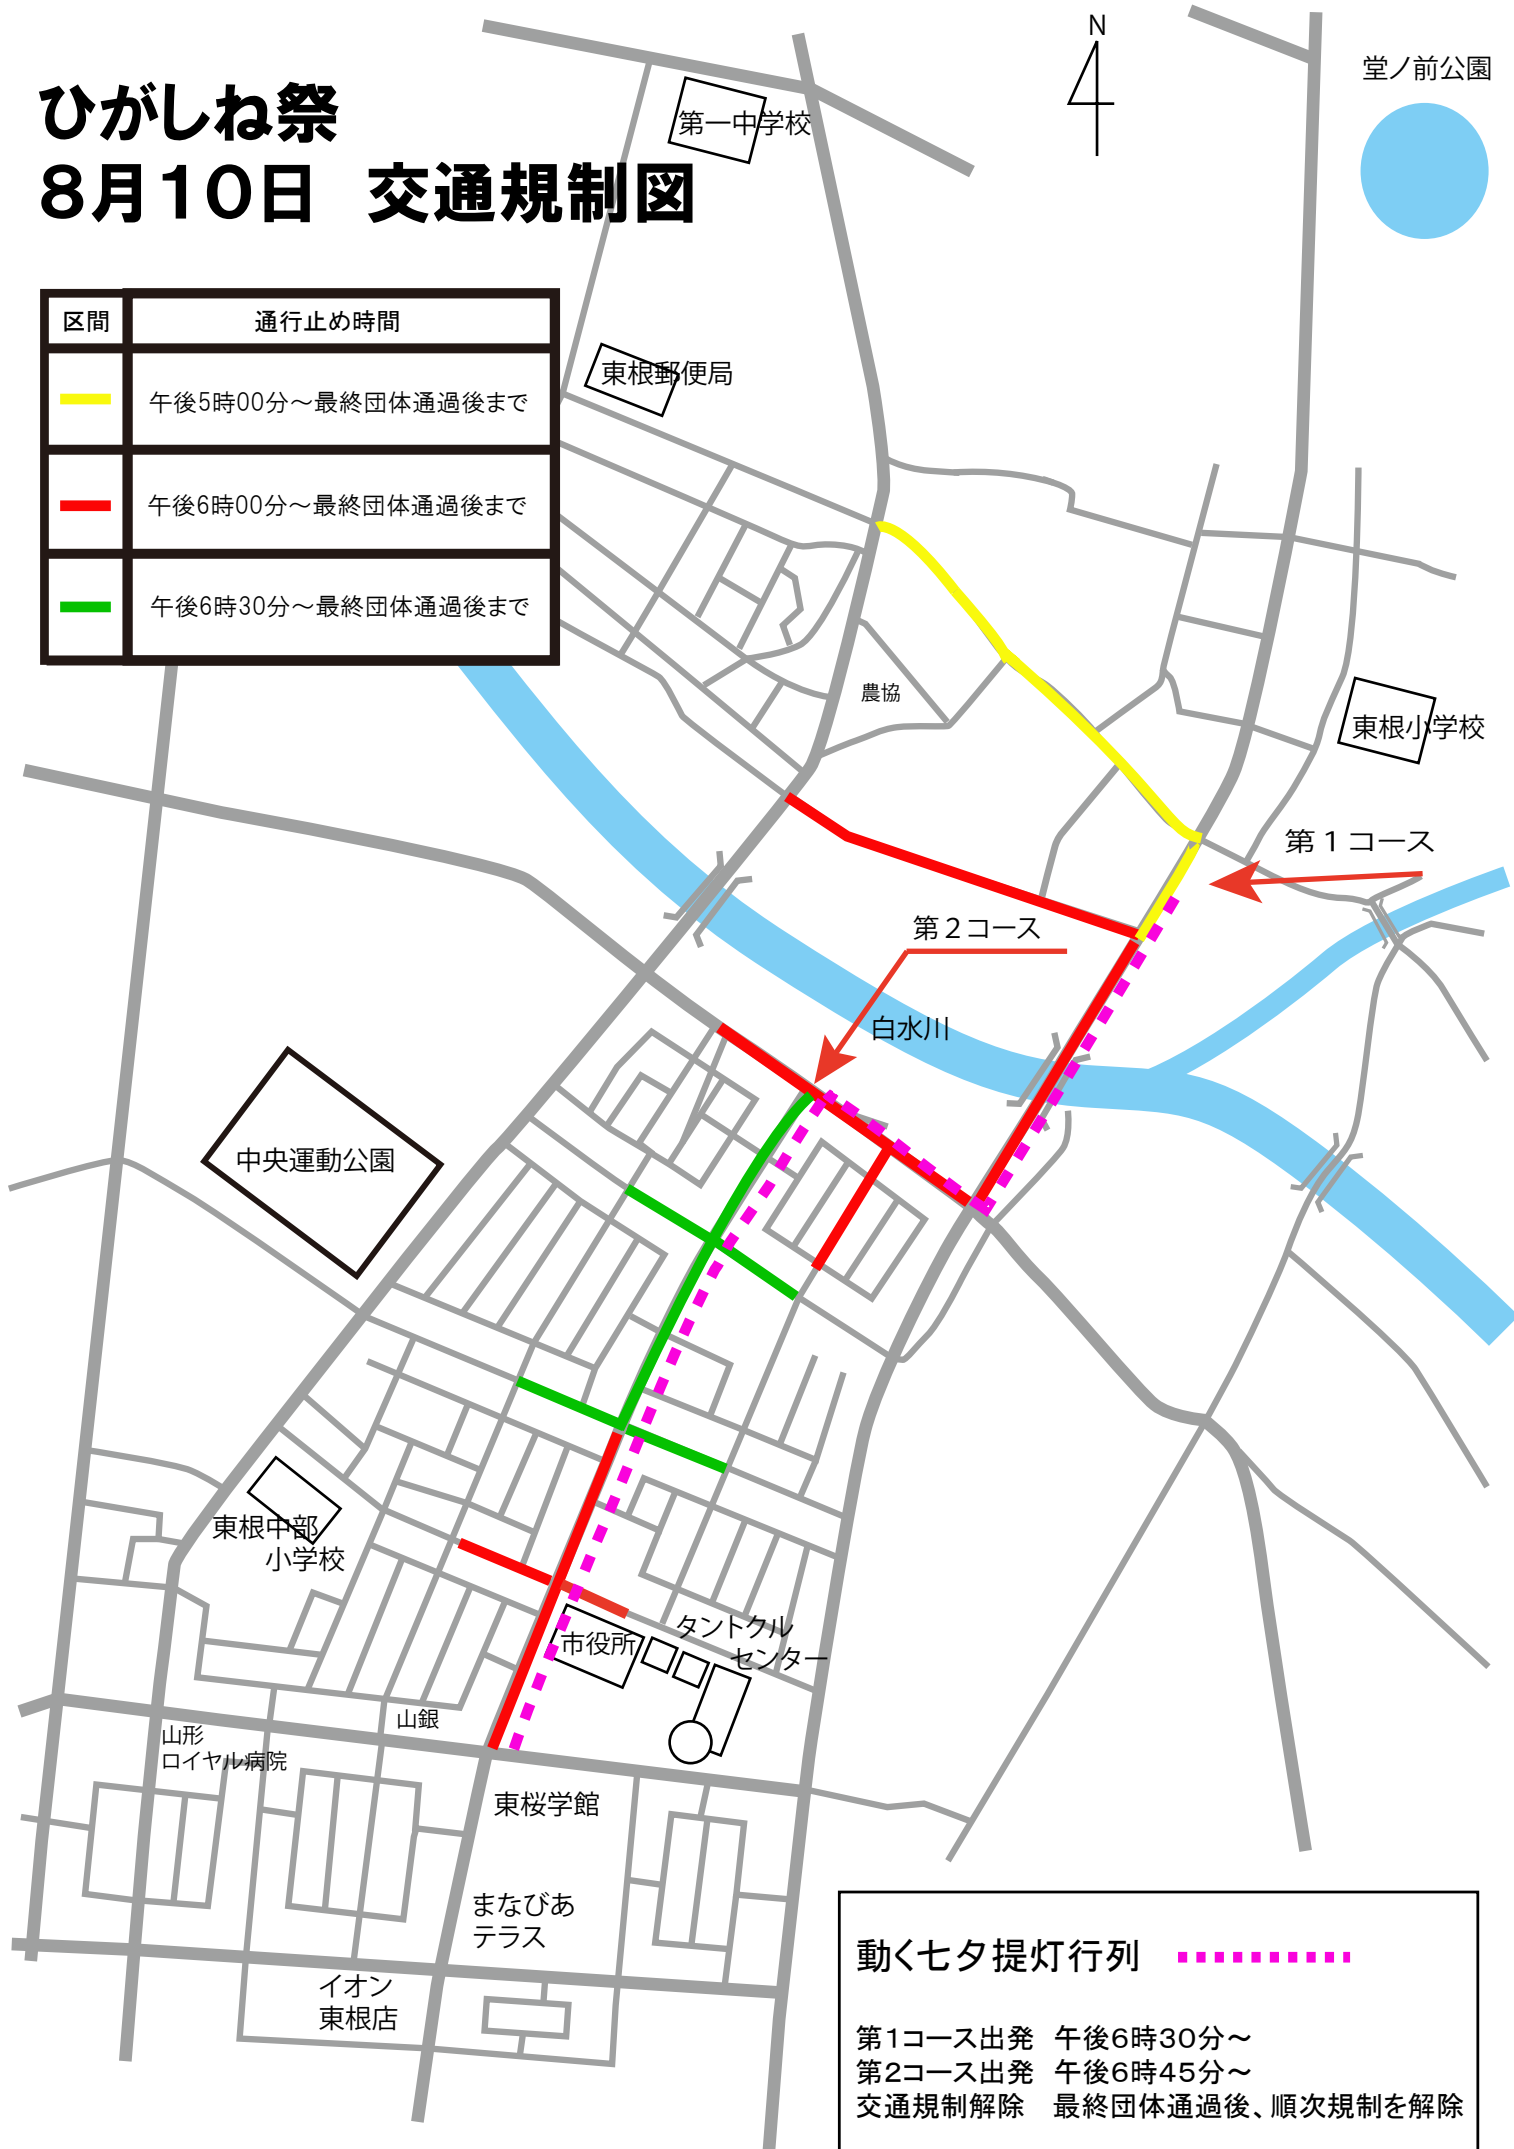 N
堂ノ前公園
ひがしね祭
8月10日　交通規制図
第一中学校
区間　通行止め時間
午後5時00分～最終団体通過後まで
午後6時00分～最終団体通過後まで
午後6時30分～最終団体通過後まで
東根郵便局
農協
東根小学校
第1コース
第2コース
白水川
中央運動公園
東根中部
小学校
市役所
タントクル
センター
山銀
山形
ロイヤル病院
東桜学館
まなびあ
テラス
イオン
東根店
動く七夕提灯行列
第1コース出発　午後6時30分～
第2コース出発　午後6時45分～
交通規制解除　最終団体通過後、順次規制を解除